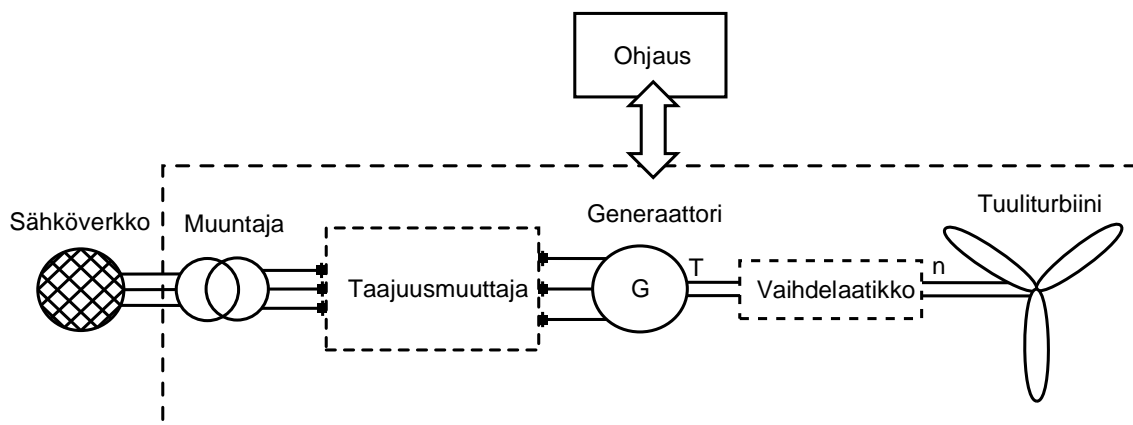 Ohjaus
Sähköverkko
Muuntaja
Generaattori
Tuuliturbiini
Taajuusmuuttaja
G
T
Vaihdelaatikko
n